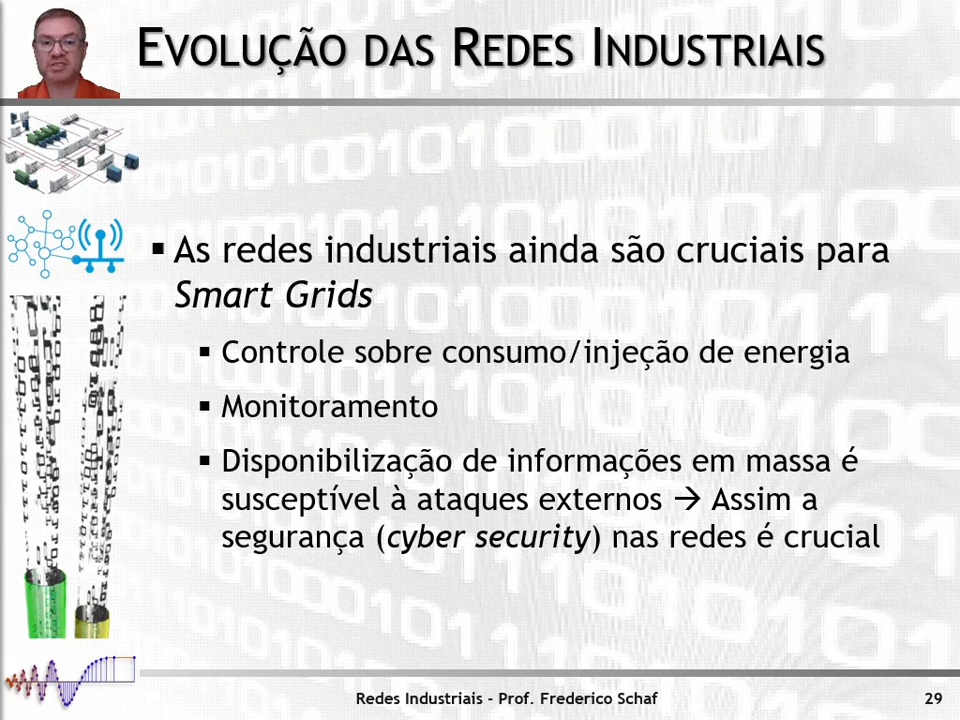 EVOLUÇÃO DAS REDES INDUSTRIAIS
▪ As redes industriais ainda são cruciais para
Smart Grids
▪ Controle sobre consumo/injeção de energia
▪ Monitoramento
▪ Disponibilização de informações em massa é
susceptível à ataques externos → Assim a
segurança (cyber security) nas redes é crucial
Redes Industriais - Prof. Frederico Schaf
29